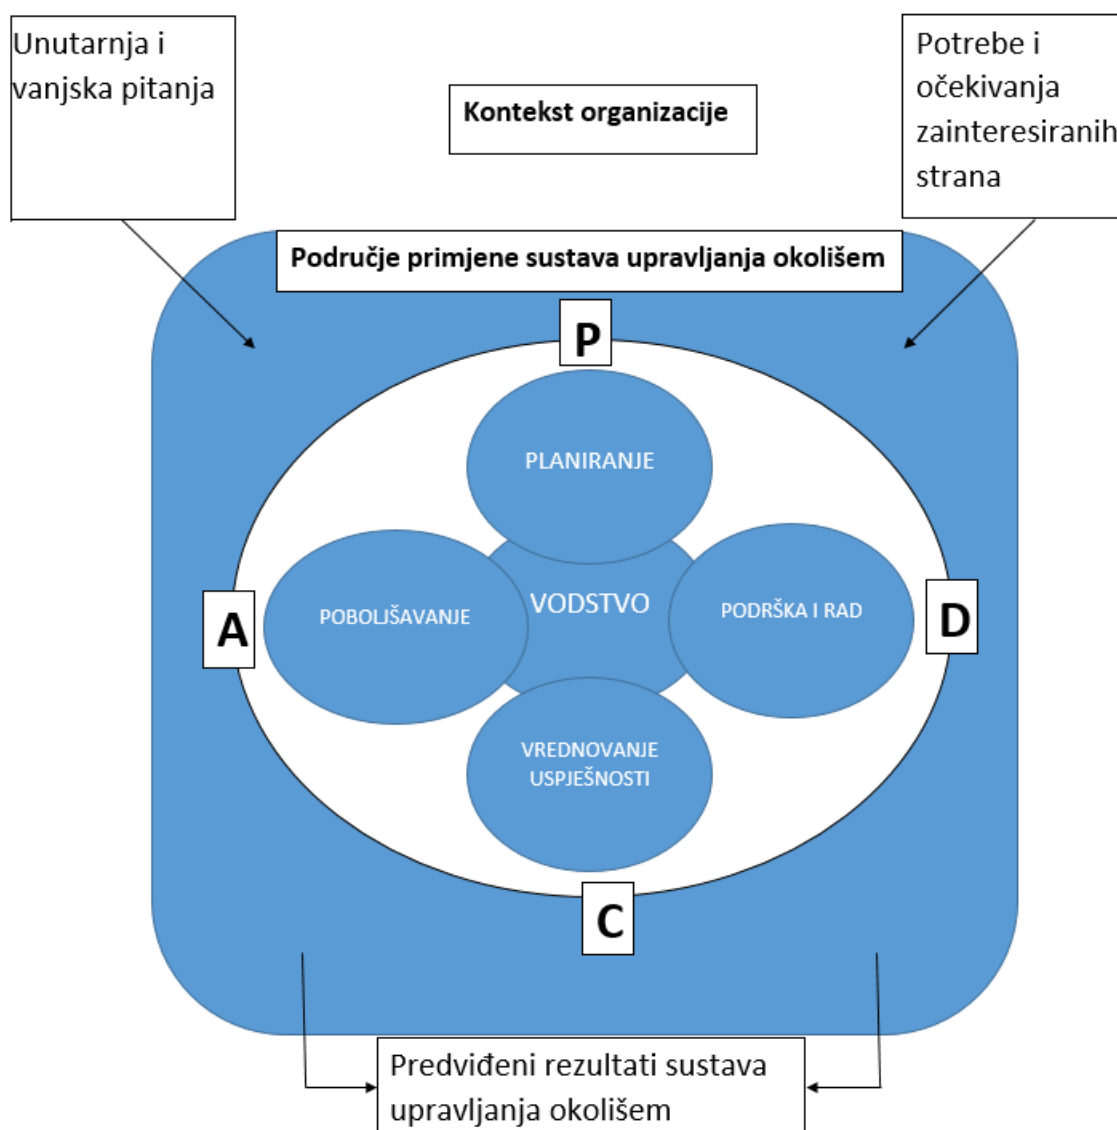 Unutarnja i
vanjska pitanja
Kontekst organizacije
Potrebe i
očekivanja
zainteresiranih
strana
Područje primjene sustava upravljanja okolišem
P
PLANIRANJE
A
POBOLJŠAVANJE
VODSTVO
PODRŠKA I RAD
D
VREDNOVANJE
USPJEŠNOSTI
C
Predviđeni rezultati sustava
upravljanja okolišem